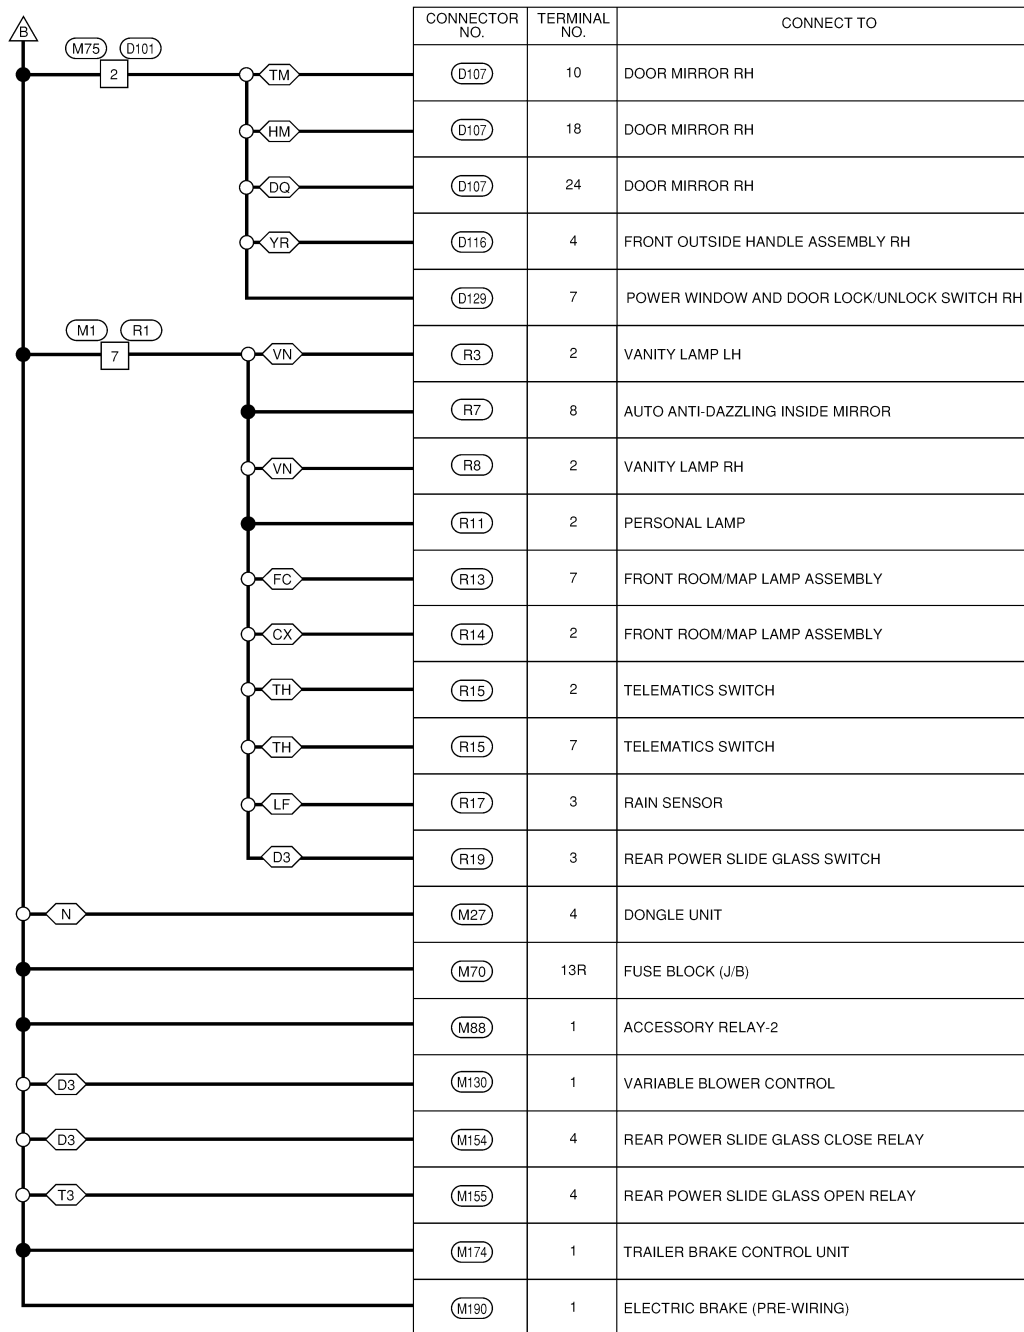 B
CONNECTOR NO. TERMINAL NO. CONNECT TO
M75 D101
2 TM D107 10 DOOR MIRROR RH
HM D107 18 DOOR MIRROR RH
DQ D107 24 DOOR MIRROR RH
YR D116 4 FRONT OUTSIDE HANDLE ASSEMBLY RH
D129 7 POWER WINDOW AND DOOR LOCK/UNLOCK SWITCH RH
M1 R1
7 VN R3 2 VANITY LAMP LH
R7 8 AUTO ANTI-DAZZLING INSIDE MIRROR
VN R8 2 VANITY LAMP RH
R11 2 PERSONAL LAMP
FC R13 7 FRONT ROOM/MAP LAMP ASSEMBLY
CX R14 2 FRONT ROOM/MAP LAMP ASSEMBLY
TH R15 2 TELEMATICS SWITCH
TH R15 7 TELEMATICS SWITCH
LF R17 3 RAIN SENSOR
D3 R19 3 REAR POWER SLIDE GLASS SWITCH
N M27 4 DONGLE UNIT
M70 13R FUSE BLOCK (J/B)
M88 1 ACCESSORY RELAY-2
D3 M130 1 VARIABLE BLOWER CONTROL
D3 M154 4 REAR POWER SLIDE GLASS CLOSE RELAY
T3 M155 4 REAR POWER SLIDE GLASS OPEN RELAY
M174 1 TRAILER BRAKE CONTROL UNIT
M190 1 ELECTRIC BRAKE (PRE-WIRING)